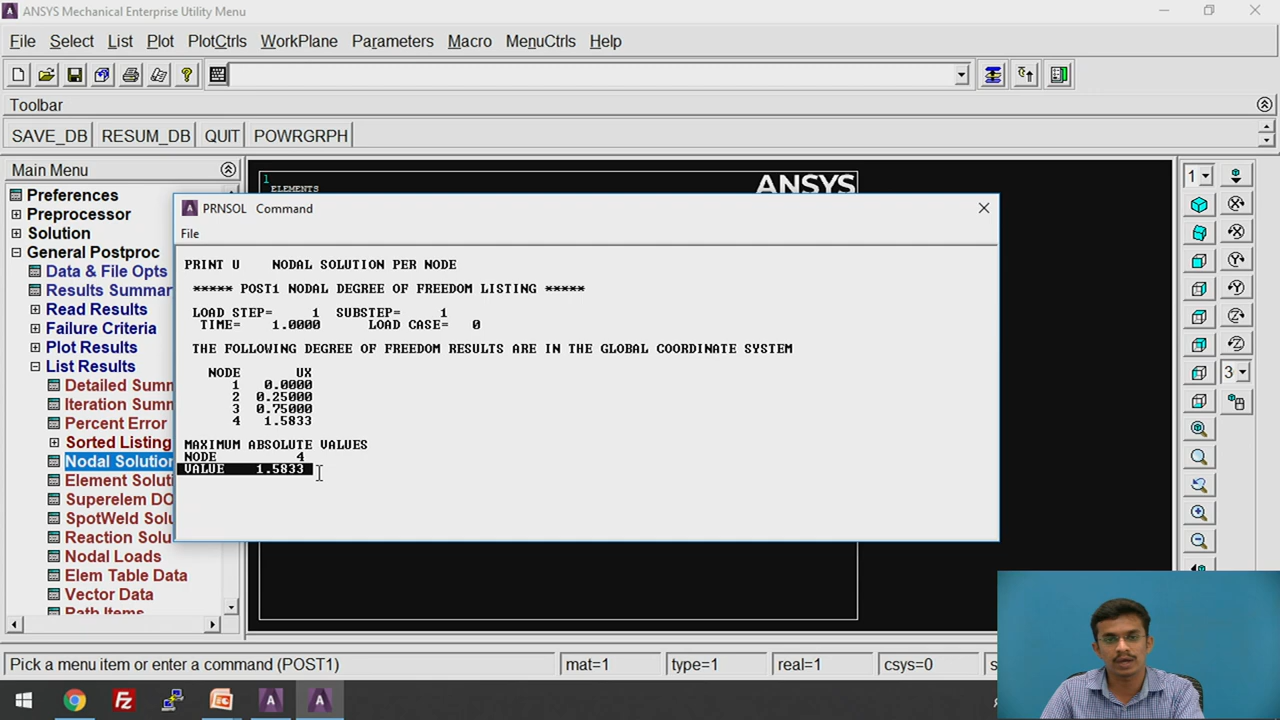 ANSYS Mechanical Enterprise Utility Menu
File Select List Plot PlotCtrls WorkPlane Parameters Macro MenuCtrls Help
Toolbar
SAVE_DB RESUM_DB QUIT POWRGRPH
Main Menu
Preferences
Preprocessor
Solution
General Postproc
Data & File Opts
Results Summar
Read Results
Failure Criteria
Plot Results
List Results
Detailed Summ
Iteration Summ
Percent Error
Sorted Listing
Nodal Solution
Element Solu
Superelem DO
SpotWeld Solu
Reaction Solu
Nodal Loads
Elem Table Data
Vector Data
Path Items
1
ELEMENTS
ANSYS
PRNSOL Command
File
PRINT U NODAL SOLUTION PER NODE
***** POST1 NODAL DEGREE OF FREEDOM LISTING *****
LOAD STEP= 1 SUBSTEP= 1
TIME= 1.0000 LOAD CASE= 0
THE FOLLOWING DEGREE OF FREEDOM RESULTS ARE IN THE GLOBAL COORDINATE SYSTEM
NODE UX
1 0.0000
2 0.25000
3 0.75000
4 1.5833
MAXIMUM ABSOLUTE VALUES
NODE 4
VALUE 1.5833
1
3
Pick a menu item or enter a command (POST1) mat=1 type=1 real=1 csys=0